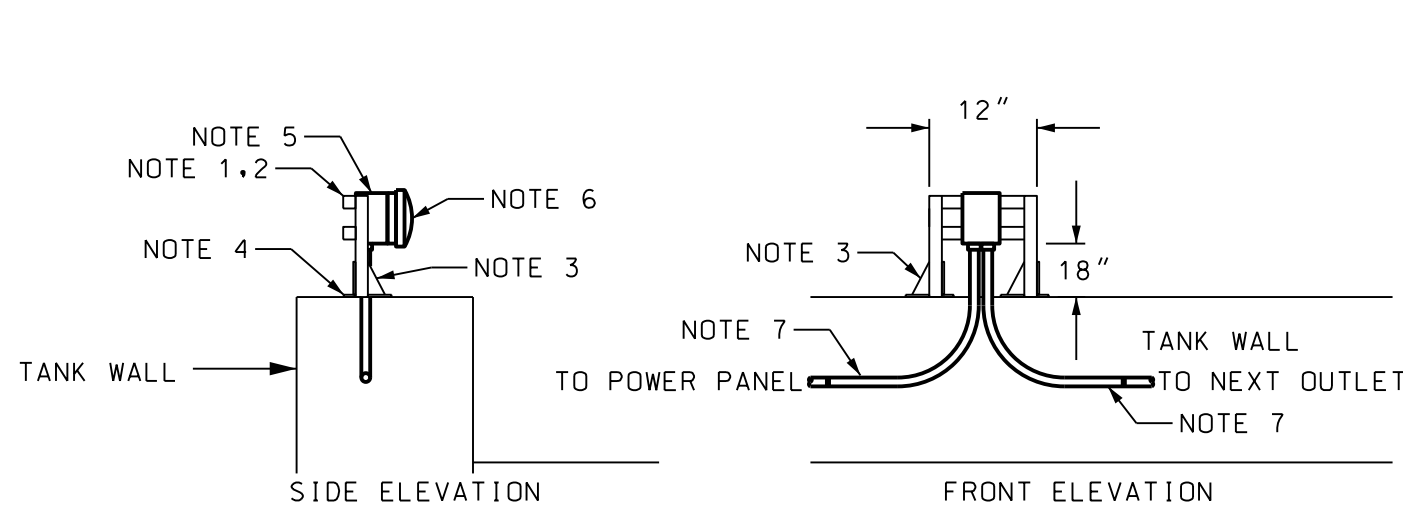 NOTE 5
NOTE 1,2
NOTE 6
NOTE 4
NOTE 3
TANK WALL
SIDE ELEVATION
12"
NOTE 3
18"
NOTE 7
TANK WALL
TO POWER PANEL
TO NEXT OUTLET
NOTE 7
FRONT ELEVATION